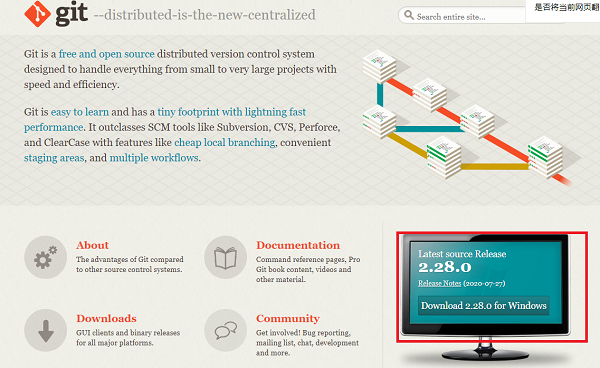 git --distributed-is-the-new-centralized
Search entire site...
是否将当前网页翻
Git is a free and open source distributed version control system
designed to handle everything from small to very large projects with
speed and efficiency.
Git is easy to learn and has a tiny footprint with lightning fast
performance. It outclasses SCM tools like Subversion, CVS, Perforce,
and ClearCase with features like cheap local branching, convenient
staging areas, and multiple workflows.
About
The advantages of Git compared
to other source control systems.
Documentation
Command reference pages, Pro
Git book content, videos and
other material.
Downloads
GUI clients and binary releases
for all major platforms.
Community
Get involved! Bug reporting,
mailing list, chat, development
and more.
Latest source Release
2.28.0
Release Notes (2020-07-27)
Download 2.28.0 for Windows